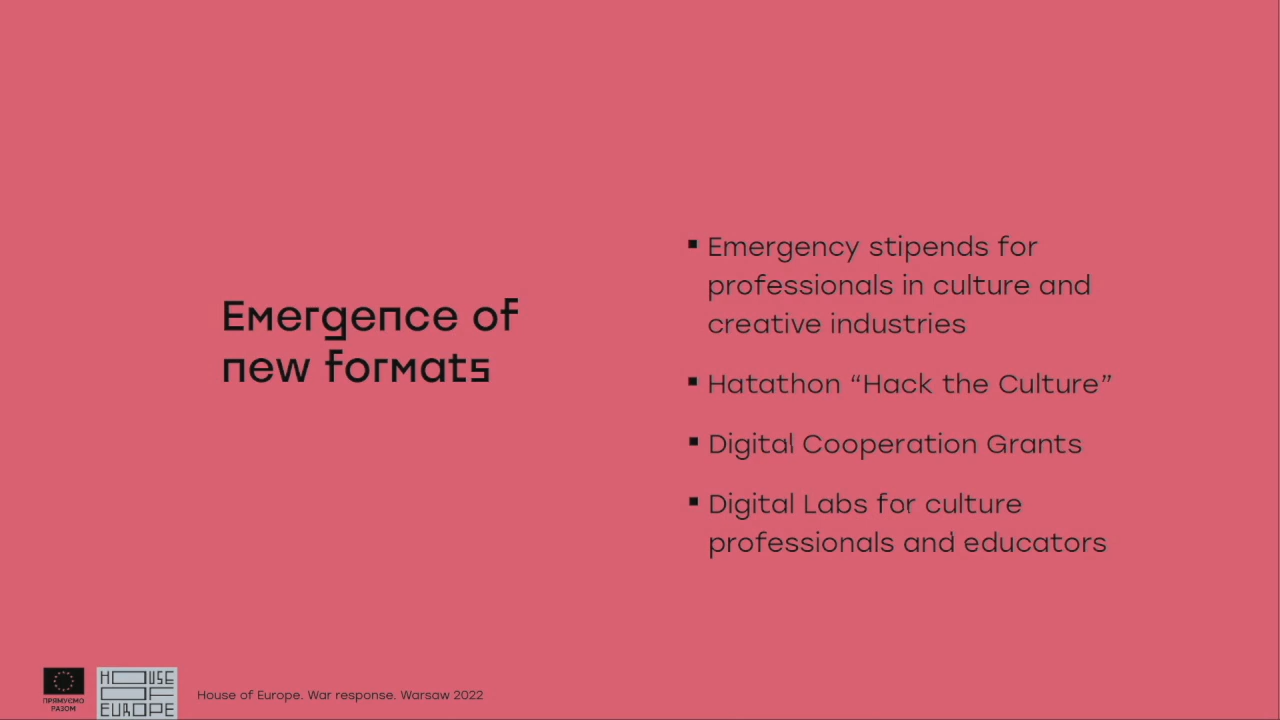 Emergence of
new formats
▪ Emergency stipends for
professionals in culture and
creative industries
▪ Hatathon “Hack the Culture”
▪ Digital Cooperation Grants
▪ Digital Labs for culture
professionals and educators
ПРЯМУЄМО
РАЗОМ
HOUSE
OF
EUROPE
House of Europe. War response. Warsaw 2022